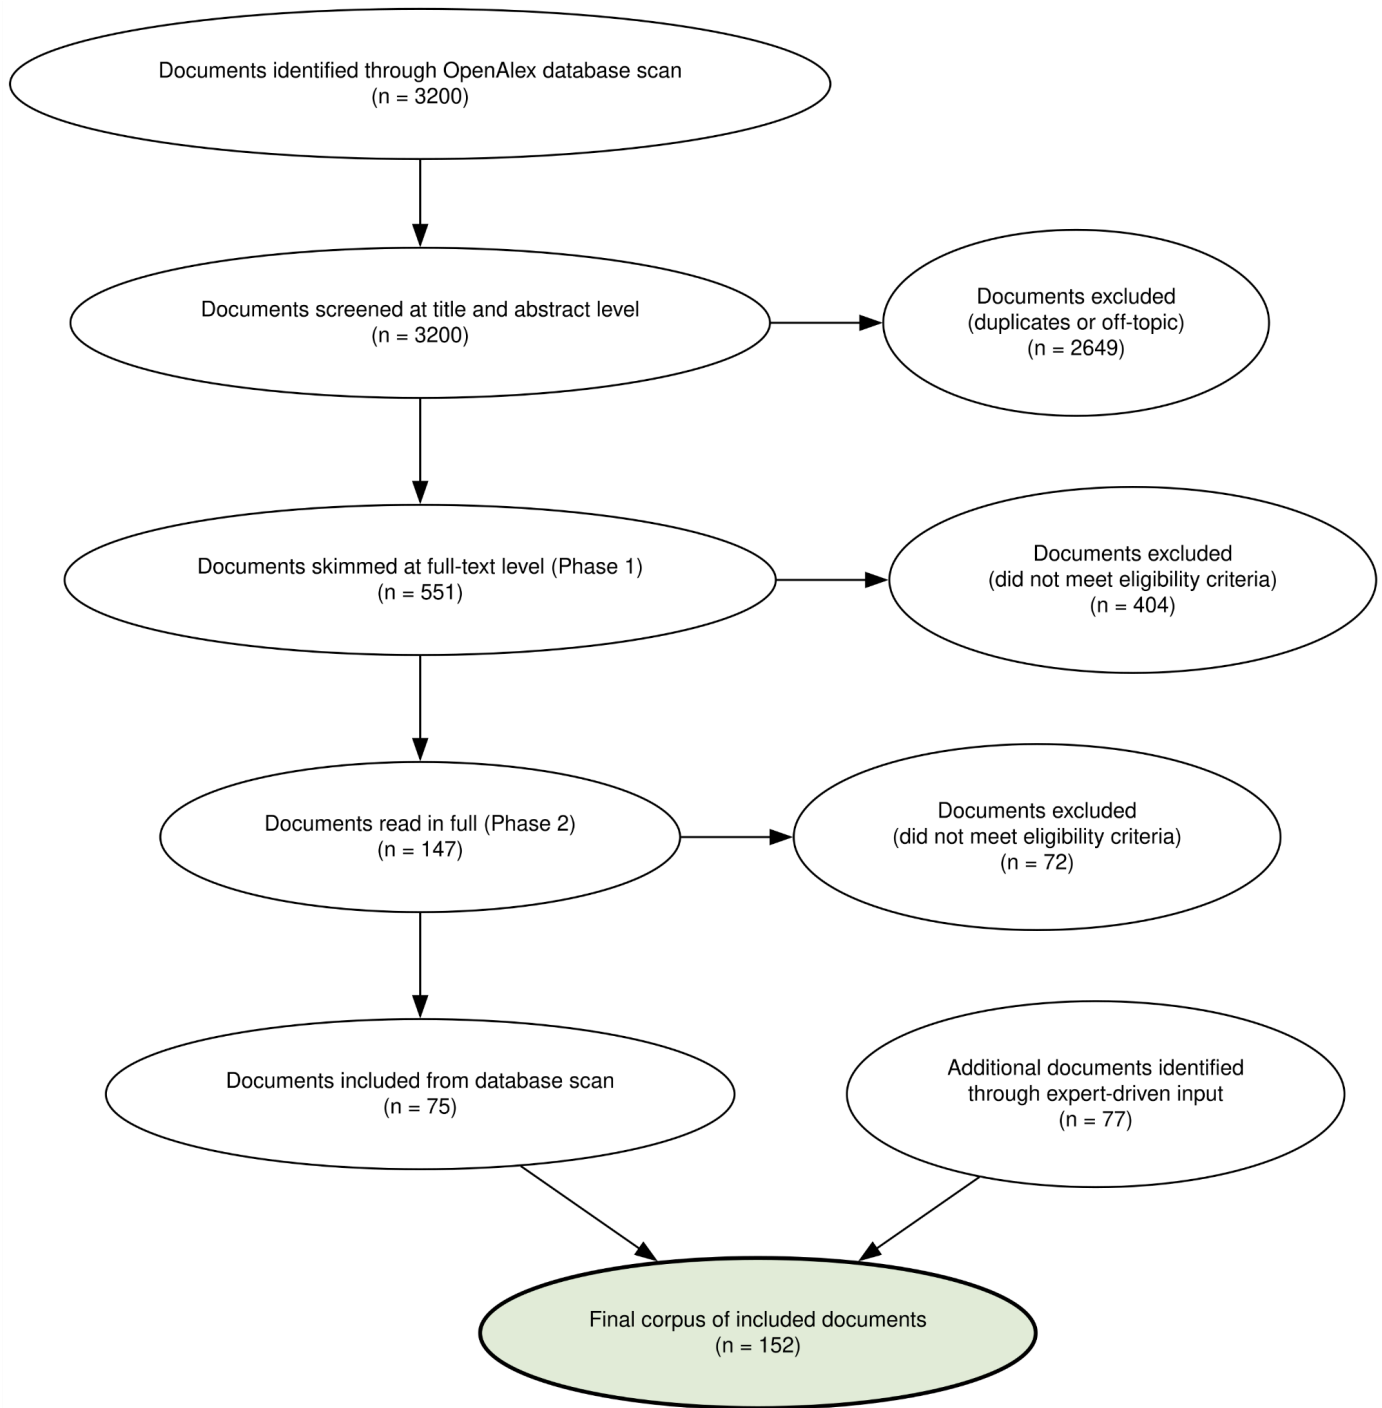 Documents identified through OpenAlex database scan
(n = 3200)
Documents screened at title and abstract level
(n = 3200)
Documents excluded
(duplicates or off-topic)
(n = 2649)
Documents skimmed at full-text level (Phase 1)
(n = 551)
Documents excluded
(did not meet eligibility criteria)
(n = 404)
Documents read in full (Phase 2)
(n = 147)
Documents excluded
(did not meet eligibility criteria)
(n = 72)
Documents included from database scan
(n = 75)
Additional documents identified
through expert-driven input
(n = 77)
Final corpus of included documents
(n = 152)